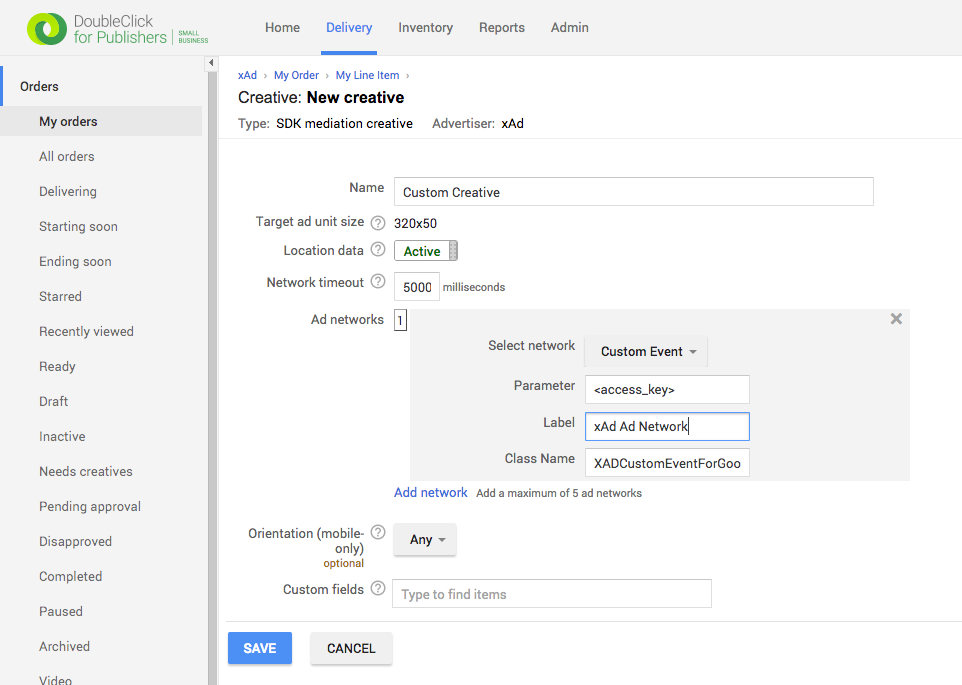 DoubleClick
for Publishers | SMALL BUSINESS
Home Delivery Inventory Reports Admin
Orders
My orders
All orders
Delivering
Starting soon
Ending soon
Starred
Recently viewed
Ready
Draft
Inactive
Needs creatives
Pending approval
Disapproved
Completed
Paused
Archived
Video
xAd › My Order › My Line Item ›
Creative: New creative
Type: SDK mediation creative Advertiser: xAd
Name Custom Creative
Target ad unit size ? 320x50
Location data ? Active
Network timeout ? 5000 milliseconds
Ad networks 1
Select network Custom Event
Parameter <access_key>
Label xAd Ad Network
Class Name XADCustomEventForGoo
Add network Add a maximum of 5 ad networks
Orientation (mobile- ? Any
only)
optional
Custom fields ? Type to find items
SAVE CANCEL